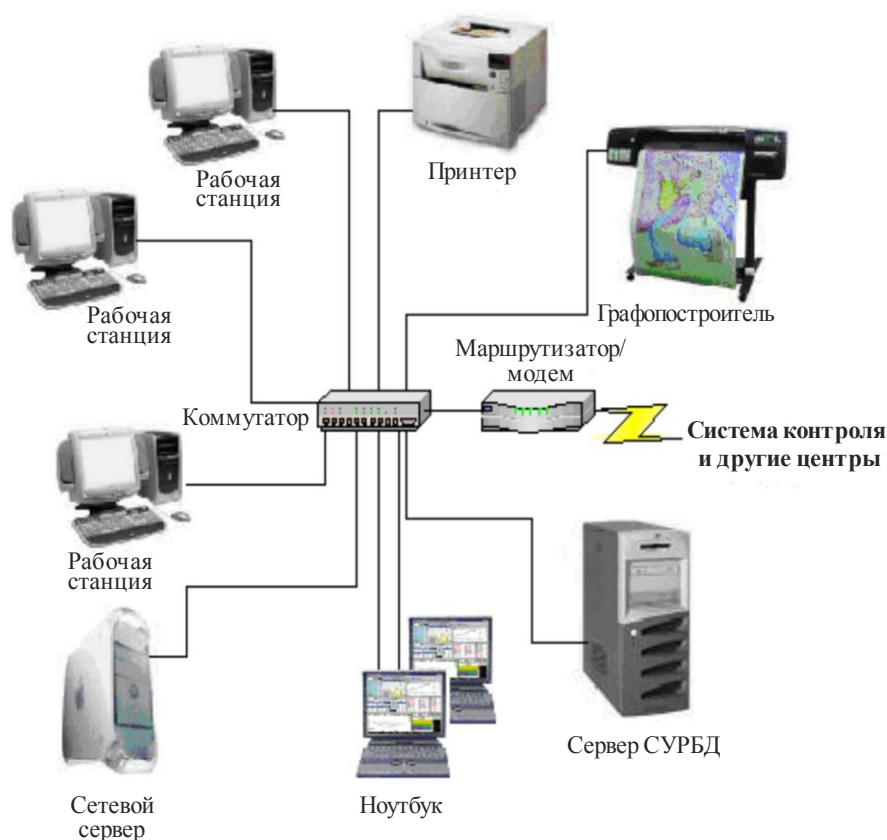 Рабочая
станция
Принтер
Рабочая
станция
Графопостроитель
Маршрутизатор/
модем
Коммутатор
Система контроля
и другие центры
Рабочая
станция
Сервер СУРБД
Сетевой
сервер
Ноутбук